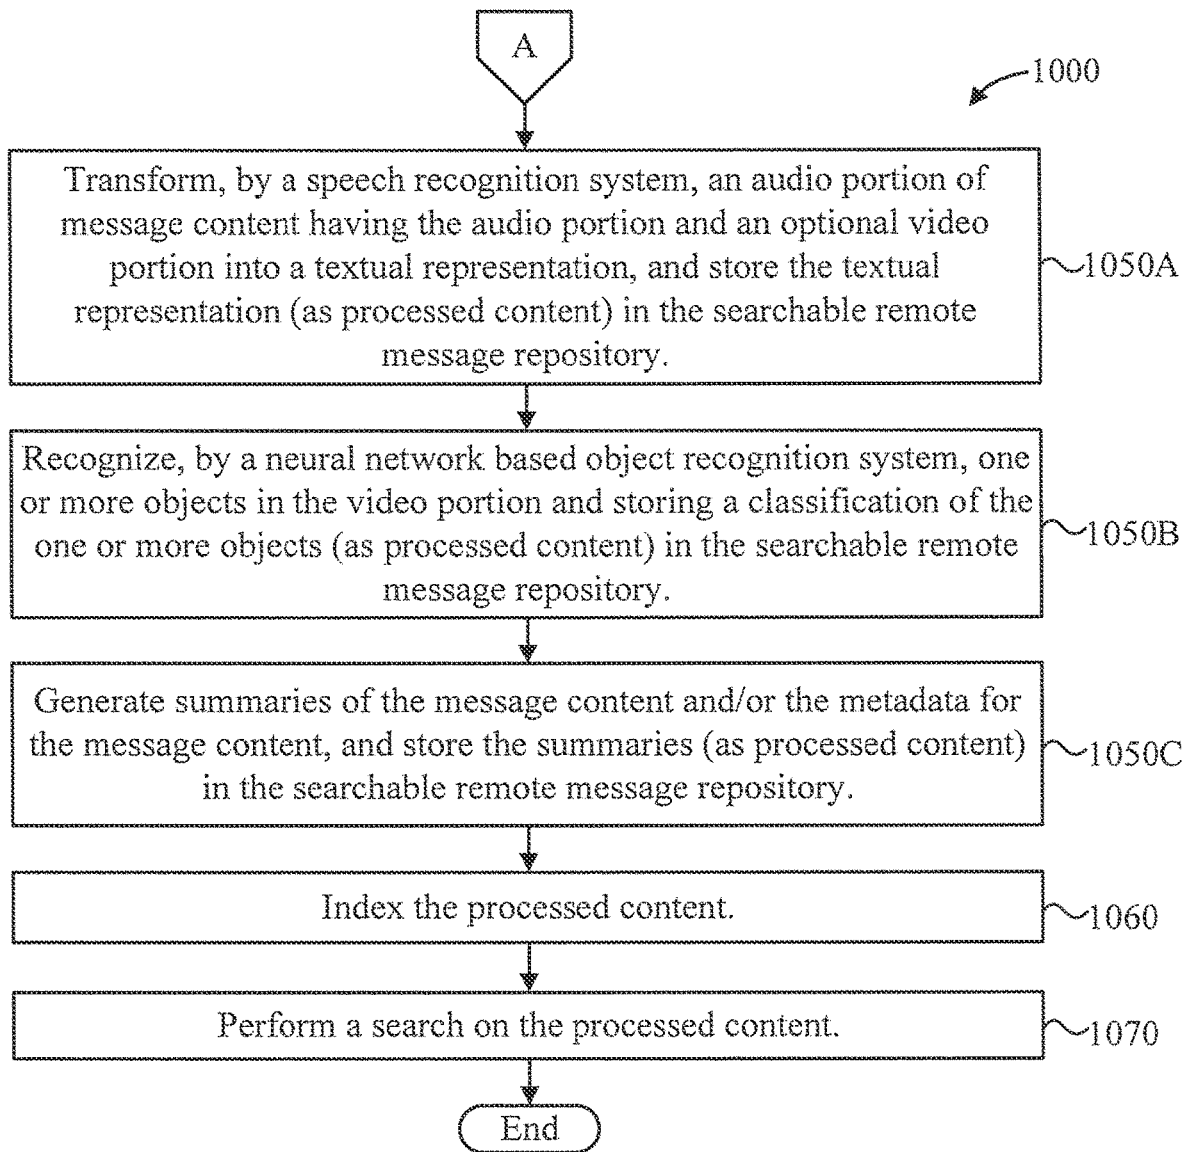 A
1000
Transform, by a speech recognition system, an audio portion of
message content having the audio portion and an optional video
portion into a textual representation, and store the textual
representation (as processed content) in the searchable remote
message repository.
1050A
Recognize, by a neural network based object recognition system, one
or more objects in the video portion and storing a classification of the
one or more objects (as processed content) in the searchable remote
message repository.
1050B
Generate summaries of the message content and/or the metadata for
the message content, and store the summaries (as processed content)
in the searchable remote message repository.
1050C
Index the processed content.
1060
Perform a search on the processed content.
1070
End